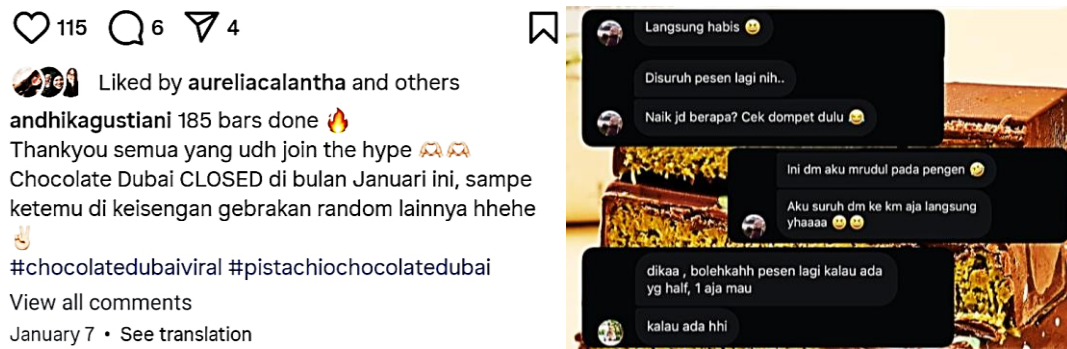 115 6 4
Liked by aureliacalantha and others
andhikagustiani 185 bars done 🔥
Thankyou semua yang udh join the hype 🫶🏻🫶🏻
Chocolate Dubai CLOSED di bulan Januari ini, sampe
ketemu di keisengan gebrakan random lainnya hhehe
✌🏻
#chocolatedubaiviral #pistachiochocolatedubai
View all comments
January 7 • See translation
Langsung habis 😀
Disuruh pesen lagi nih..
Naik jd berapa? Cek dompet dulu 😂
Ini dm aku mrudul pada pengen 🤣
Aku suruh dm ke km aja langsung
yhaaaa 😀😀
dikaa , bolehkahh pesen lagi kalau ada
yg half, 1 aja mau
kalau ada hhi